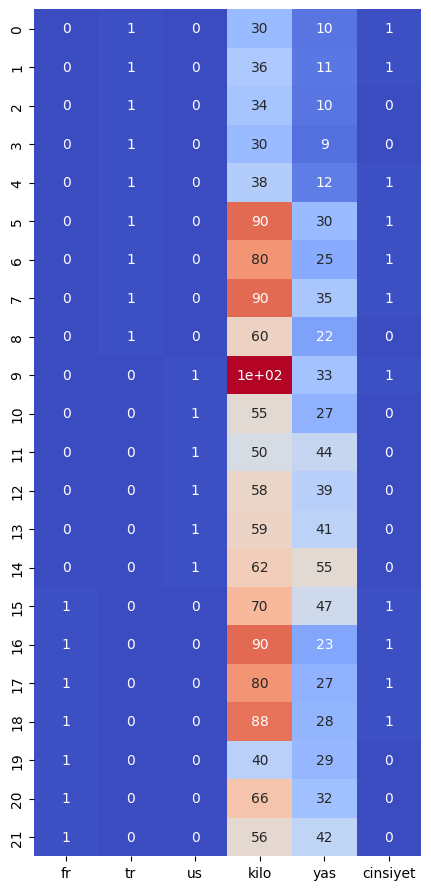 0 0 1 0 30 10 1
1 0 1 0 36 11 1
2 0 1 0 34 10 0
3 0 1 0 30 9 0
4 0 1 0 38 12 1
5 0 1 0 90 30 1
6 0 1 0 80 25 1
7 0 1 0 90 35 1
8 0 1 0 60 22 0
9 0 0 1 1e+02 33 1
10 0 0 1 55 27 0
11 0 0 1 50 44 0
12 0 0 1 58 39 0
13 0 0 1 59 41 0
14 0 0 1 62 55 0
15 1 0 0 70 47 1
16 1 0 0 90 23 1
17 1 0 0 80 27 1
18 1 0 0 88 28 1
19 1 0 0 40 29 0
20 1 0 0 66 32 0
21 1 0 0 56 42 0
fr tr us kilo yas cinsiyet